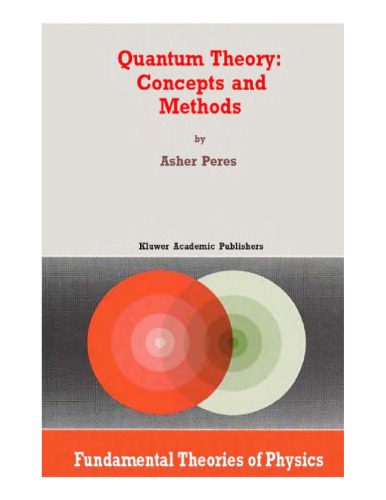 Quantum Theory:
Concepts and
Methods
by
Asher Peres
Kluwer Academic Publishers
Fundamental Theories of Physics